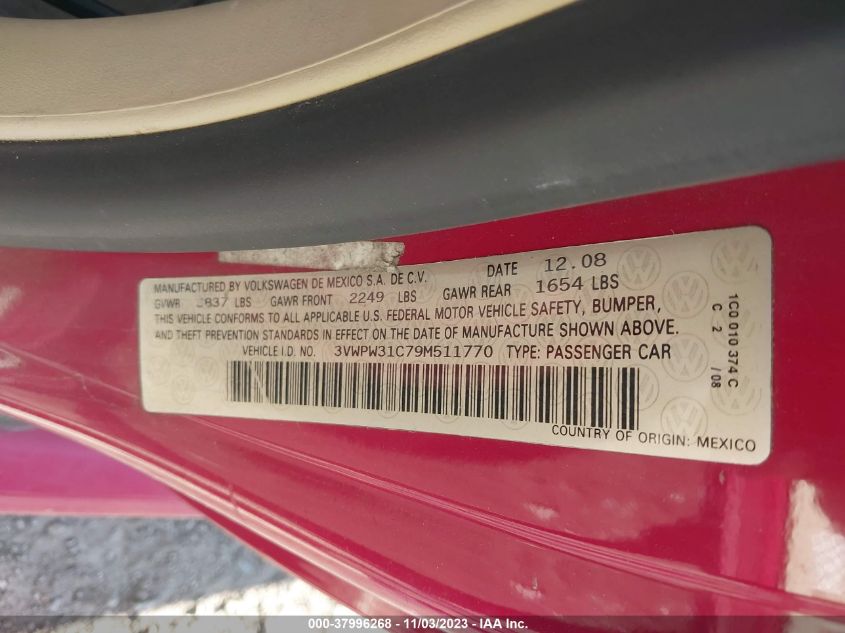 MANUFACTURED BY VOLKSWAGEN DE MEXICO S.A. DE C.V. DATE 12.08
GVWR 837 LBS GAWR FRONT 2249 LBS GAWR REAR 1654 LBS
THIS VEHICLE CONFORMS TO ALL APPLICABLE U.S. FEDERAL MOTOR VEHICLE SAFETY, BUMPER,
AND THEFT PREVENTION STANDARDS IN EFFECT ON THE DATE OF MANUFACTURE SHOWN ABOVE.
VEHICLE I.D. NO. 3VWPW31C79M511770 TYPE: PASSENGER CAR
COUNTRY OF ORIGIN: MEXICO
1C0 010 374 C
C 2 /08
000-37996268 - 11/03/2023 - IAA Inc.